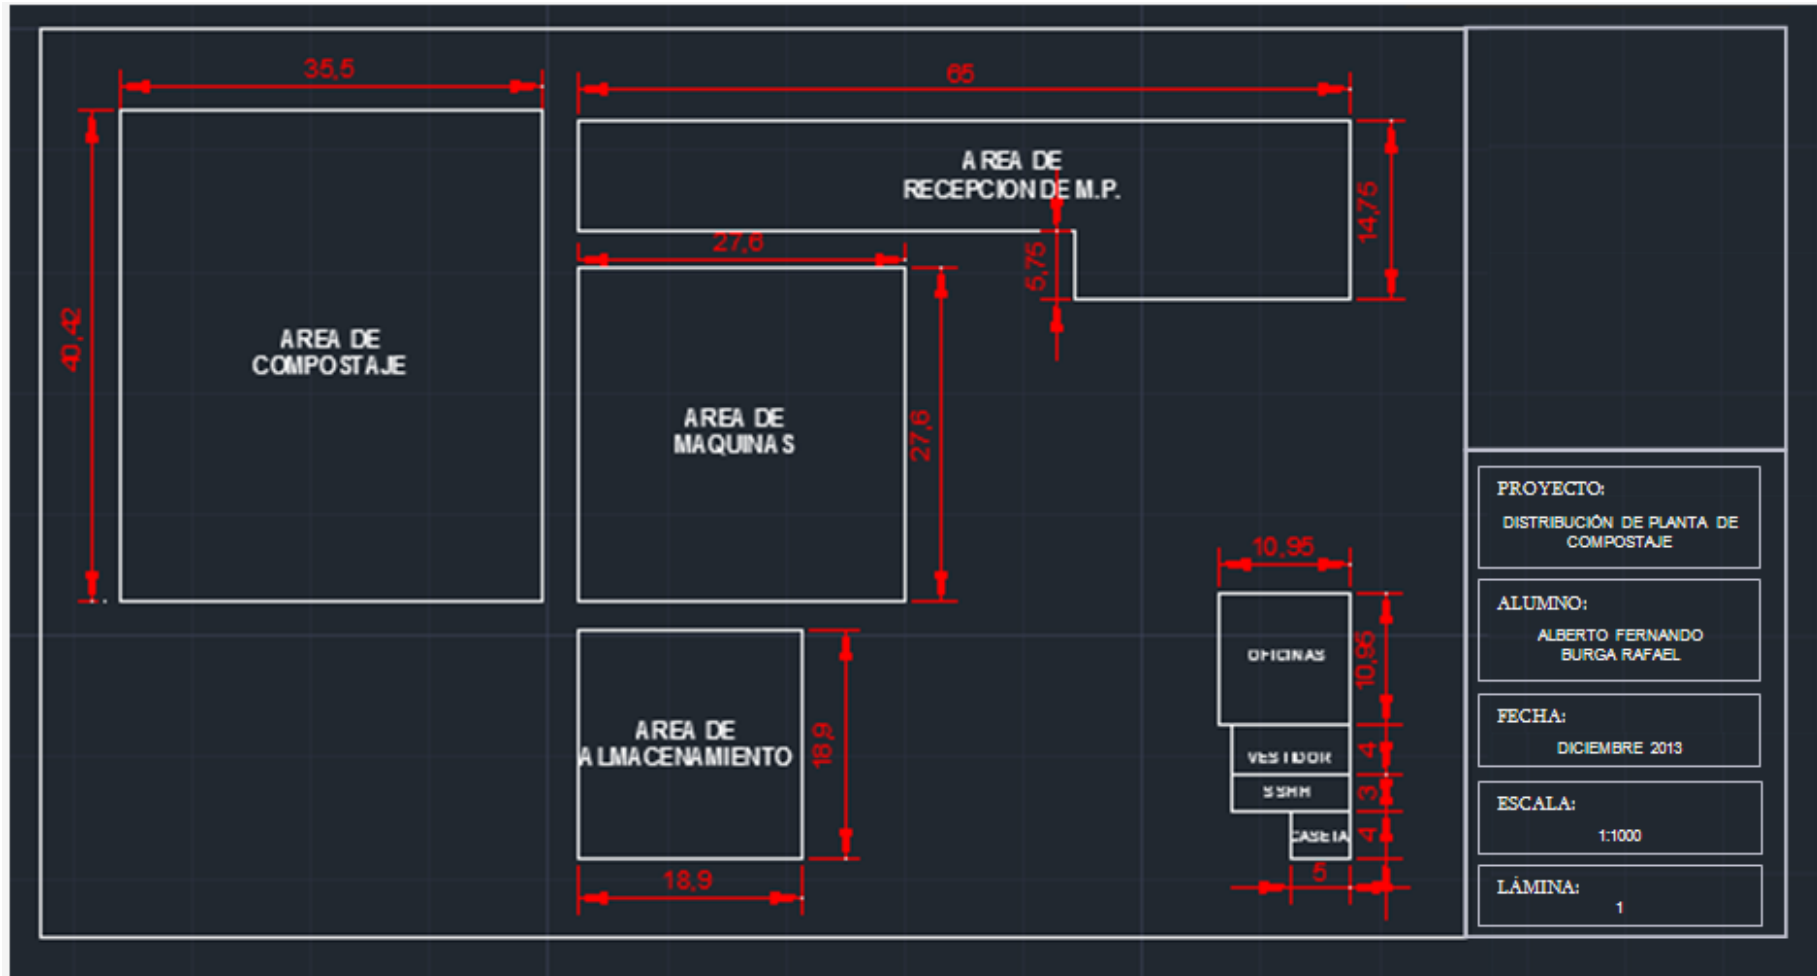 35,5
65
AREA DE
RECEPCION DE M.P.
14,75
27,6
5,75
40,42
AREA DE
COMPOSTAJE
AREA DE
MAQUINAS
27,6
10,95
OFICINAS
10,95
AREA DE
ALMACENAMIENTO
18,9
VESTIDOR
4
SSHH
3
CASETA
4
18,9
5
PROYECTO:
DISTRIBUCIÓN DE PLANTA DE
COMPOSTAJE
ALUMNO:
ALBERTO FERNANDO
BURGA RAFAEL
FECHA:
DICIEMBRE 2013
ESCALA:
1:1000
LÁMINA:
1